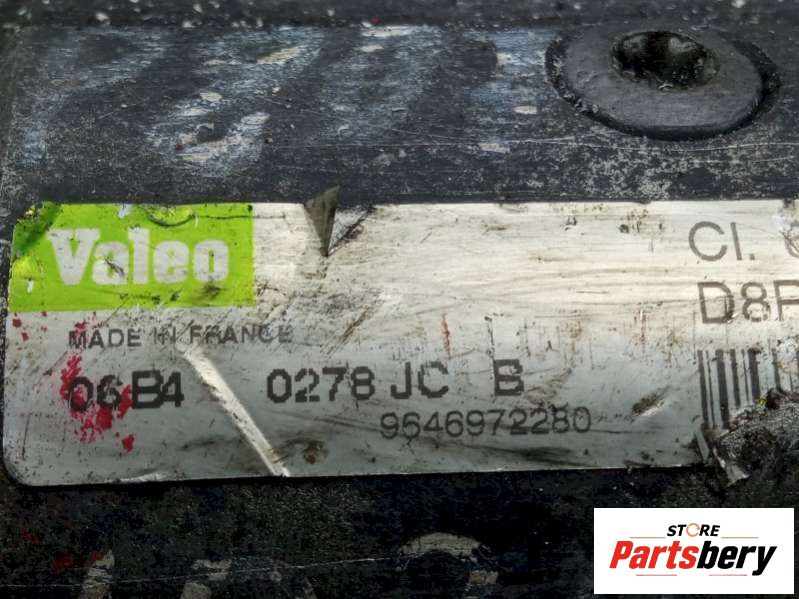 Valeo
MADE IN FRANCE
06B4 0278 JC B
9646972280
Cl.
D8R
STORE
Partsbery